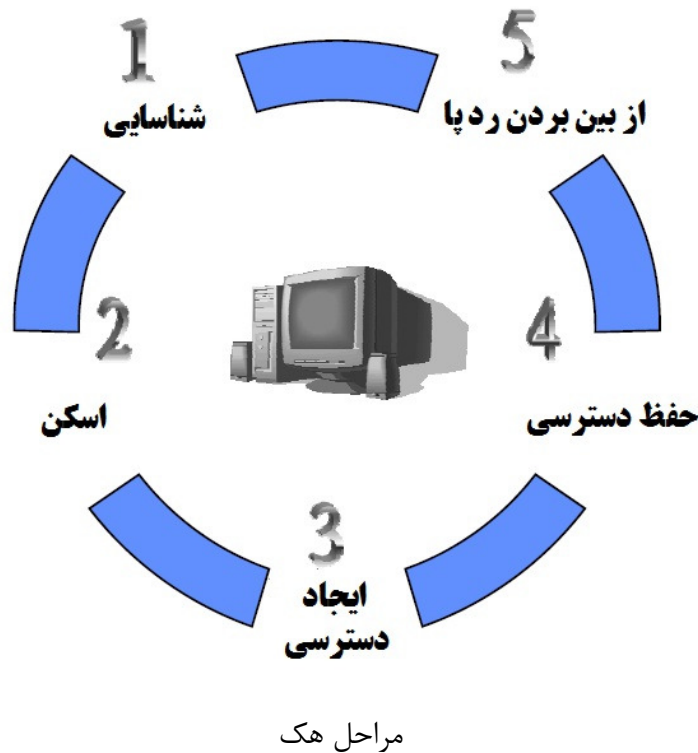 1
شناسایی
2
اسکن
3
ایجاد
دسترسی
4
حفظ دسترسی
5
از بین بردن رد پا
مراحل هک